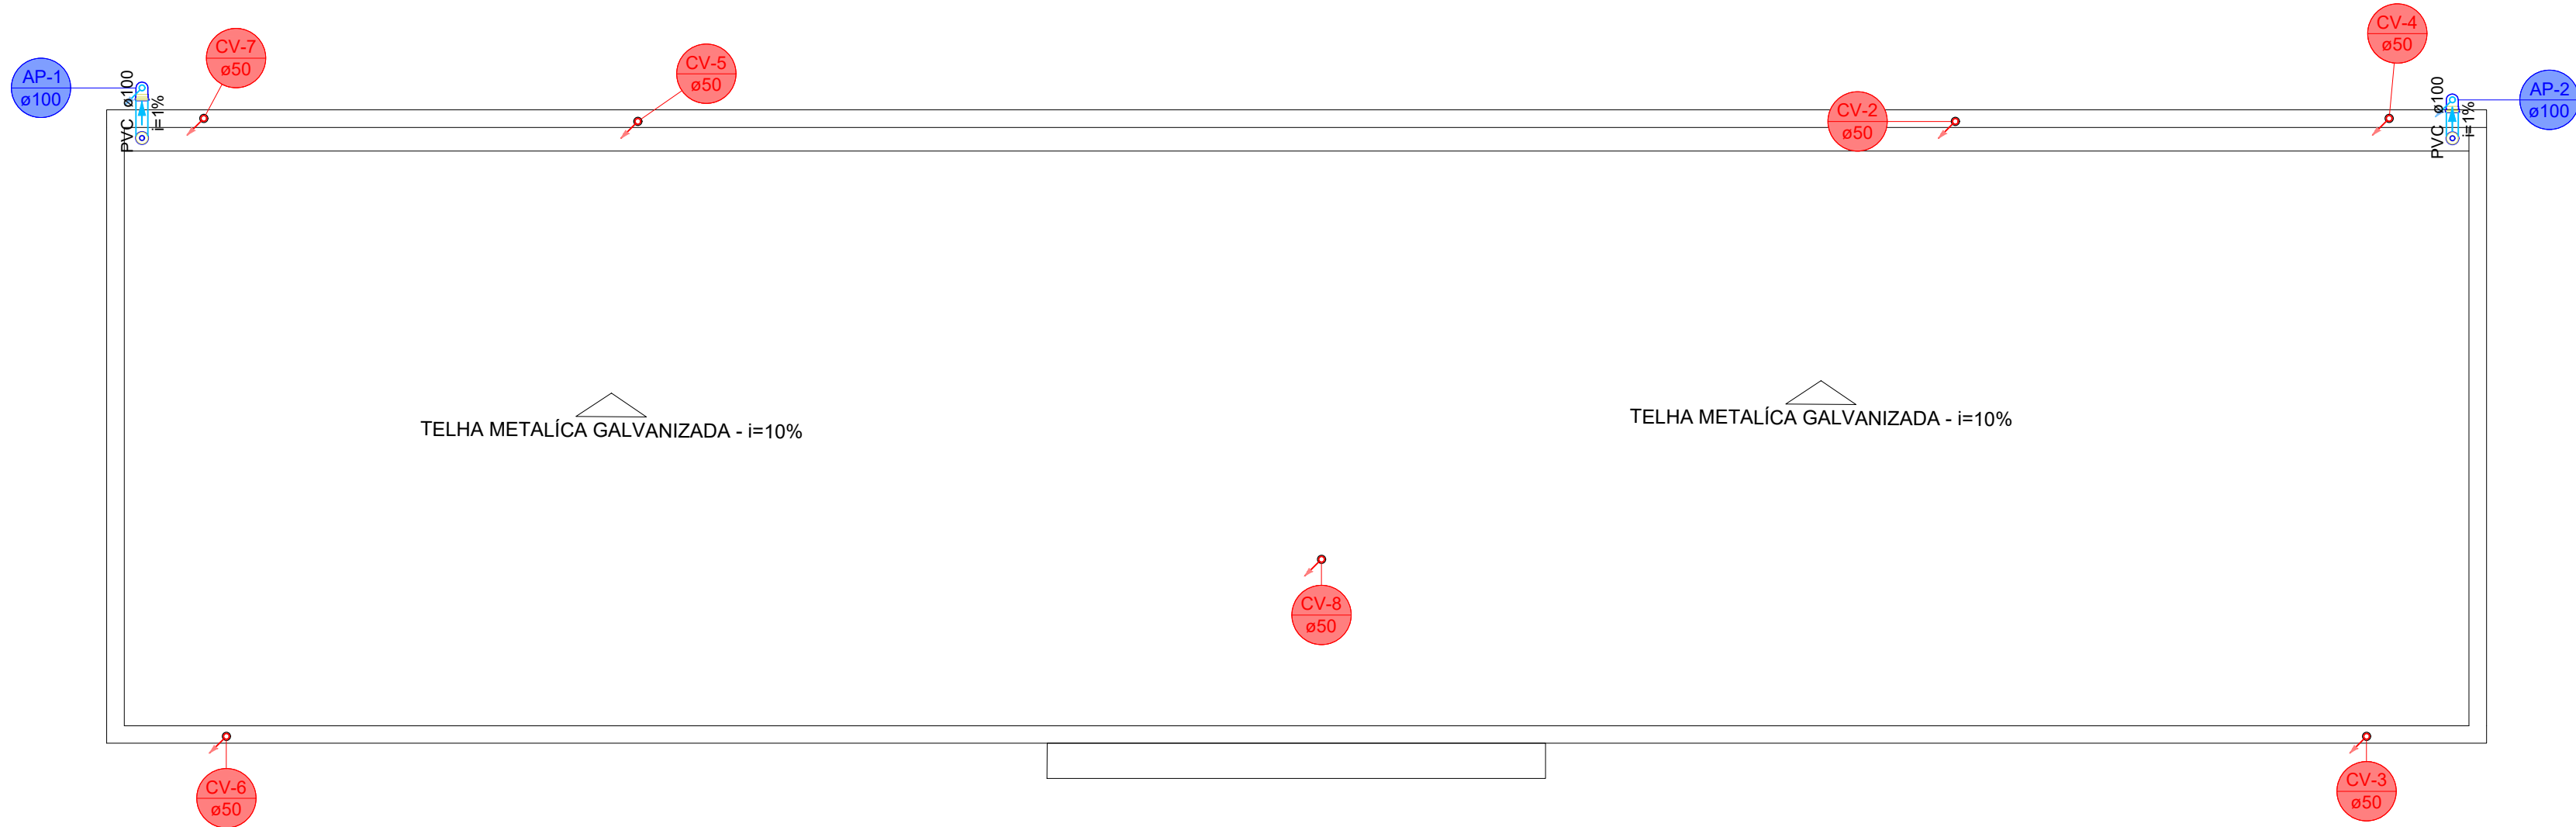 CV-4
ø50
CV-7
ø50
CV-5
ø50
AP-1
ø100
PVC ø100
i=1%
CV-2
ø50
PVC ø100
i=1%
AP-2
ø100
TELHA METALÍCA GALVANIZADA - i=10%
TELHA METALÍCA GALVANIZADA - i=10%
CV-8
ø50
CV-6
ø50
CV-3
ø50